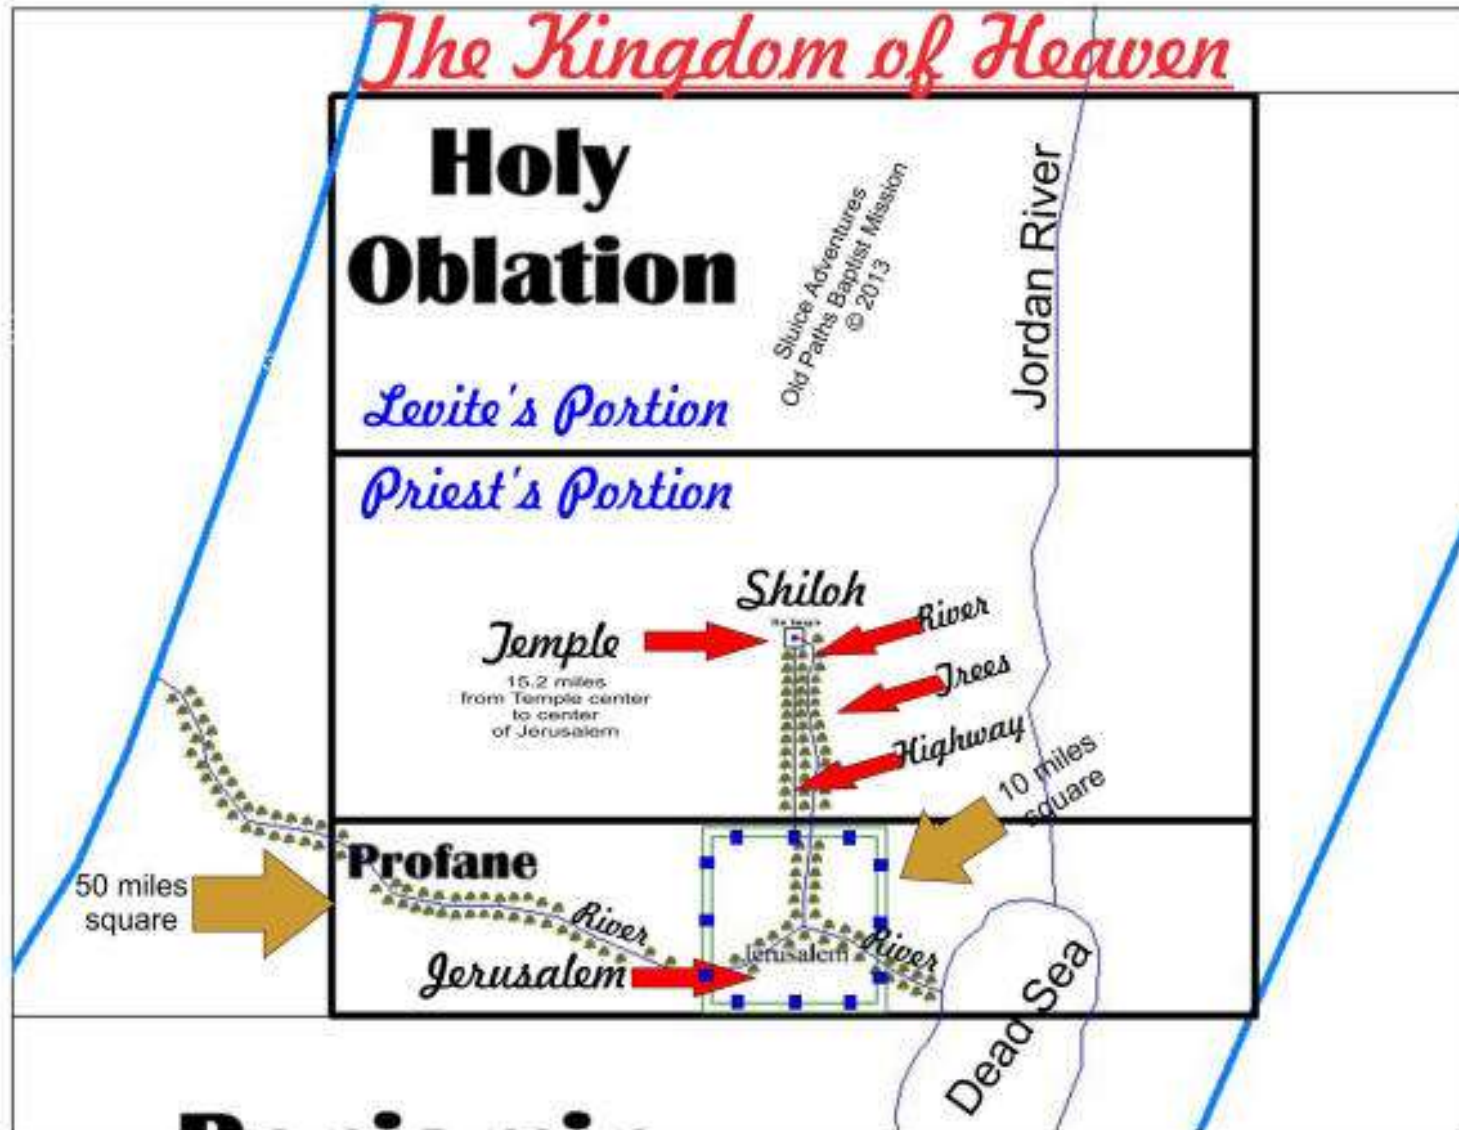 The Kingdom of Heaven
Holy
Oblation
Sluice Adventures
Old Paths Baptist Mission
© 2013
Jordan River
Levite's Portion
Priest's Portion
Shiloh
River
Temple
15.2 miles
from Temple center
to center
of Jerusalem
Trees
Highway
10 miles
square
Profane
50 miles
square
River
River
Jerusalem
Jerusalem
Dead Sea